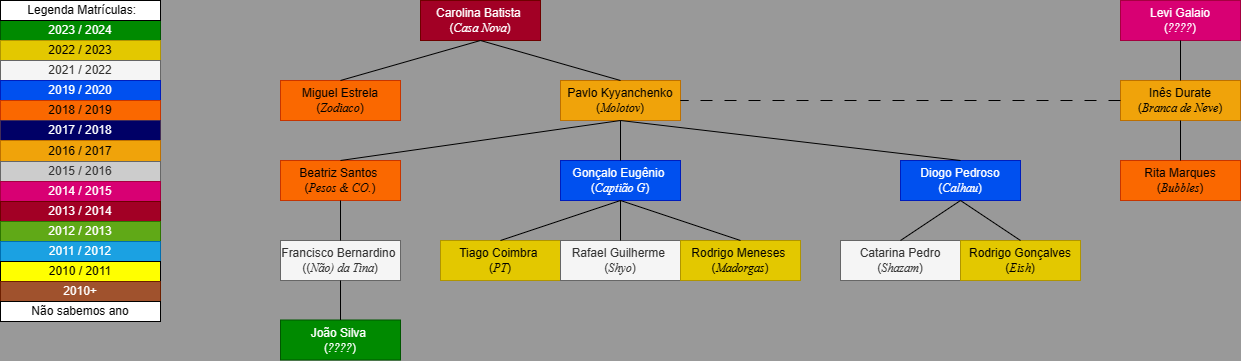 Legenda Matrículas:
2023 / 2024
2022 / 2023
2021 / 2022
2019 / 2020
2018 / 2019
2017 / 2018
2016 / 2017
2015 / 2016
2014 / 2015
2013 / 2014
2012 / 2013
2011 / 2012
2010 / 2011
2010+
Não sabemos ano
Carolina Batista
(Casa Nova)
Levi Galaio
(????)
Miguel Estrela
(Zodiaco)
Pavlo Kyyanchenko
(Molotov)
Inês Durate
(Branca de Neve)
Beatriz Santos
(Pesos & CO.)
Gonçalo Eugênio
(Captião G)
Diogo Pedroso
(Calhau)
Rita Marques
(Bubbles)
Francisco Bernardino
((Não) da Tina)
Tiago Coimbra
(PT)
Rafael Guilherme
(Shyo)
Rodrigo Meneses
(Madorgas)
Catarina Pedro
(Shazam)
Rodrigo Gonçalves
(Eish)
João Silva
(????)